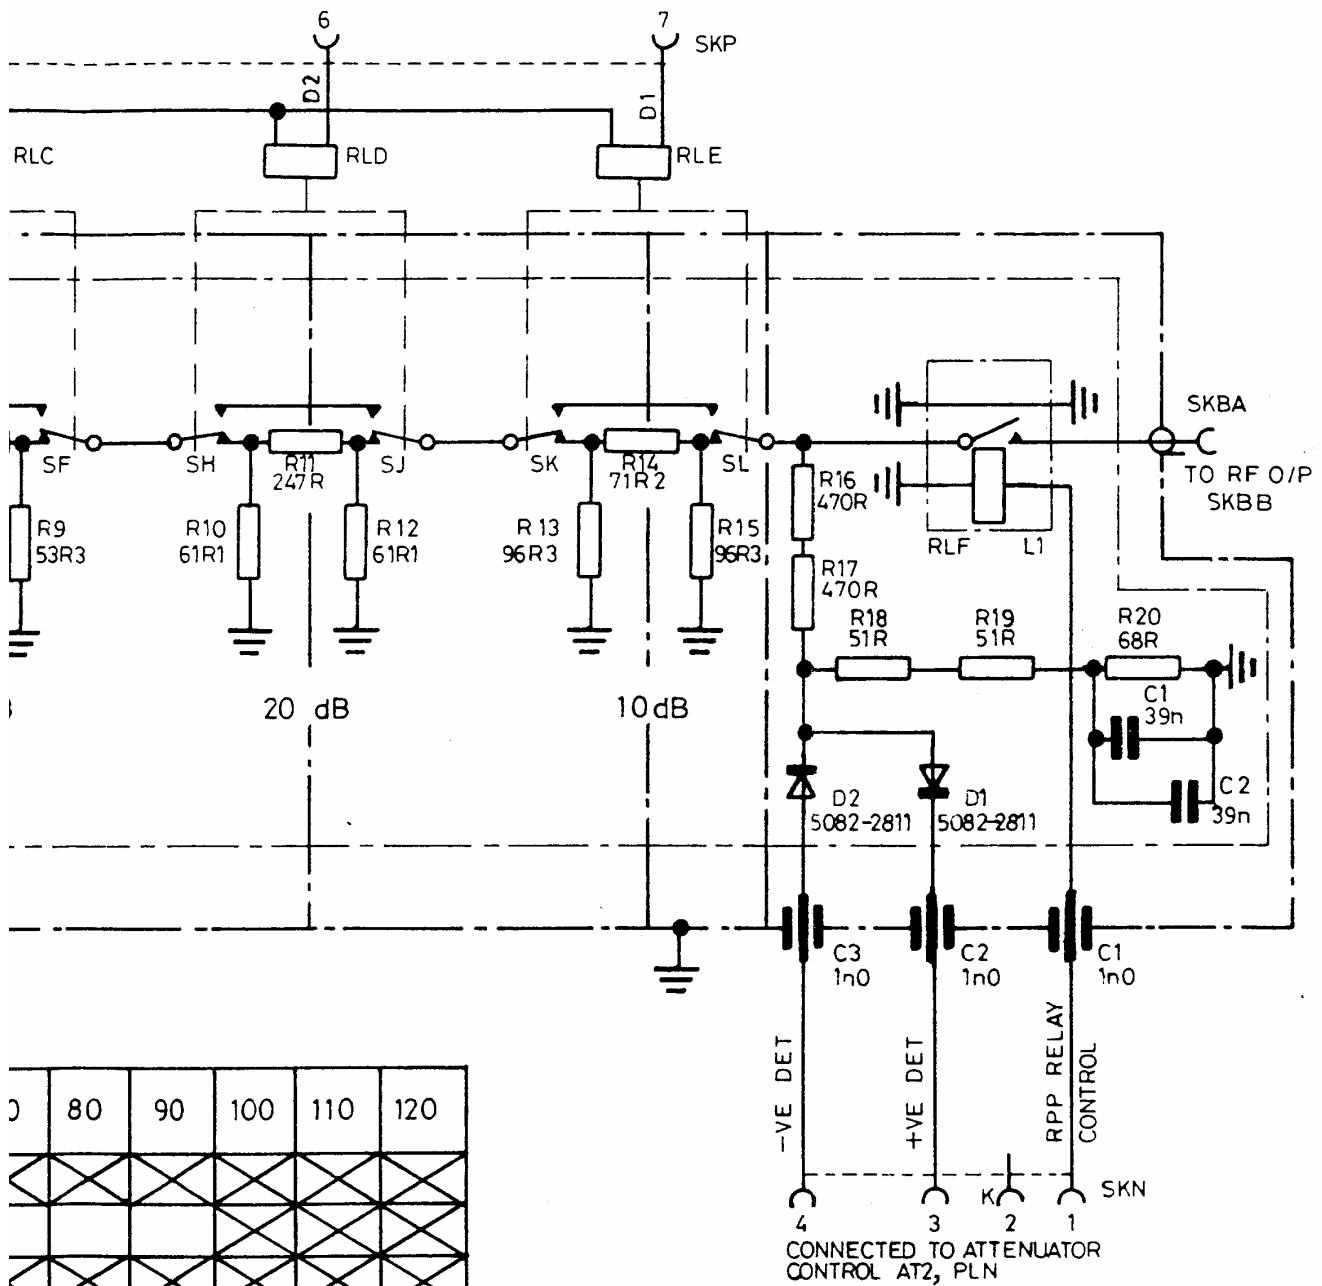 6
7
SKP
D2
D1
RLC
RLD
RLE
SKBA
SF
SH
R11
247R
SJ
SK
R14
71R2
SL
TO RF O/P
SKBB
R16
470R
R9
53R3
R10
61R1
R12
61R1
R13
96R3
R15
96R3
RLF
L1
R17
470R
R18
51R
R19
51R
R20
68R
20 dB
10 dB
C1
39n
D2
5082-2811
D1
5082-2811
C2
39n
C3
1n0
C2
1n0
C1
1n0
-VE DET
+VE DET
RPP RELAY
CONTROL
80 90 100 110 120
K
SKN
4 3 2 1
CONNECTED TO ATTENUATOR
CONTROL AT2, PLN